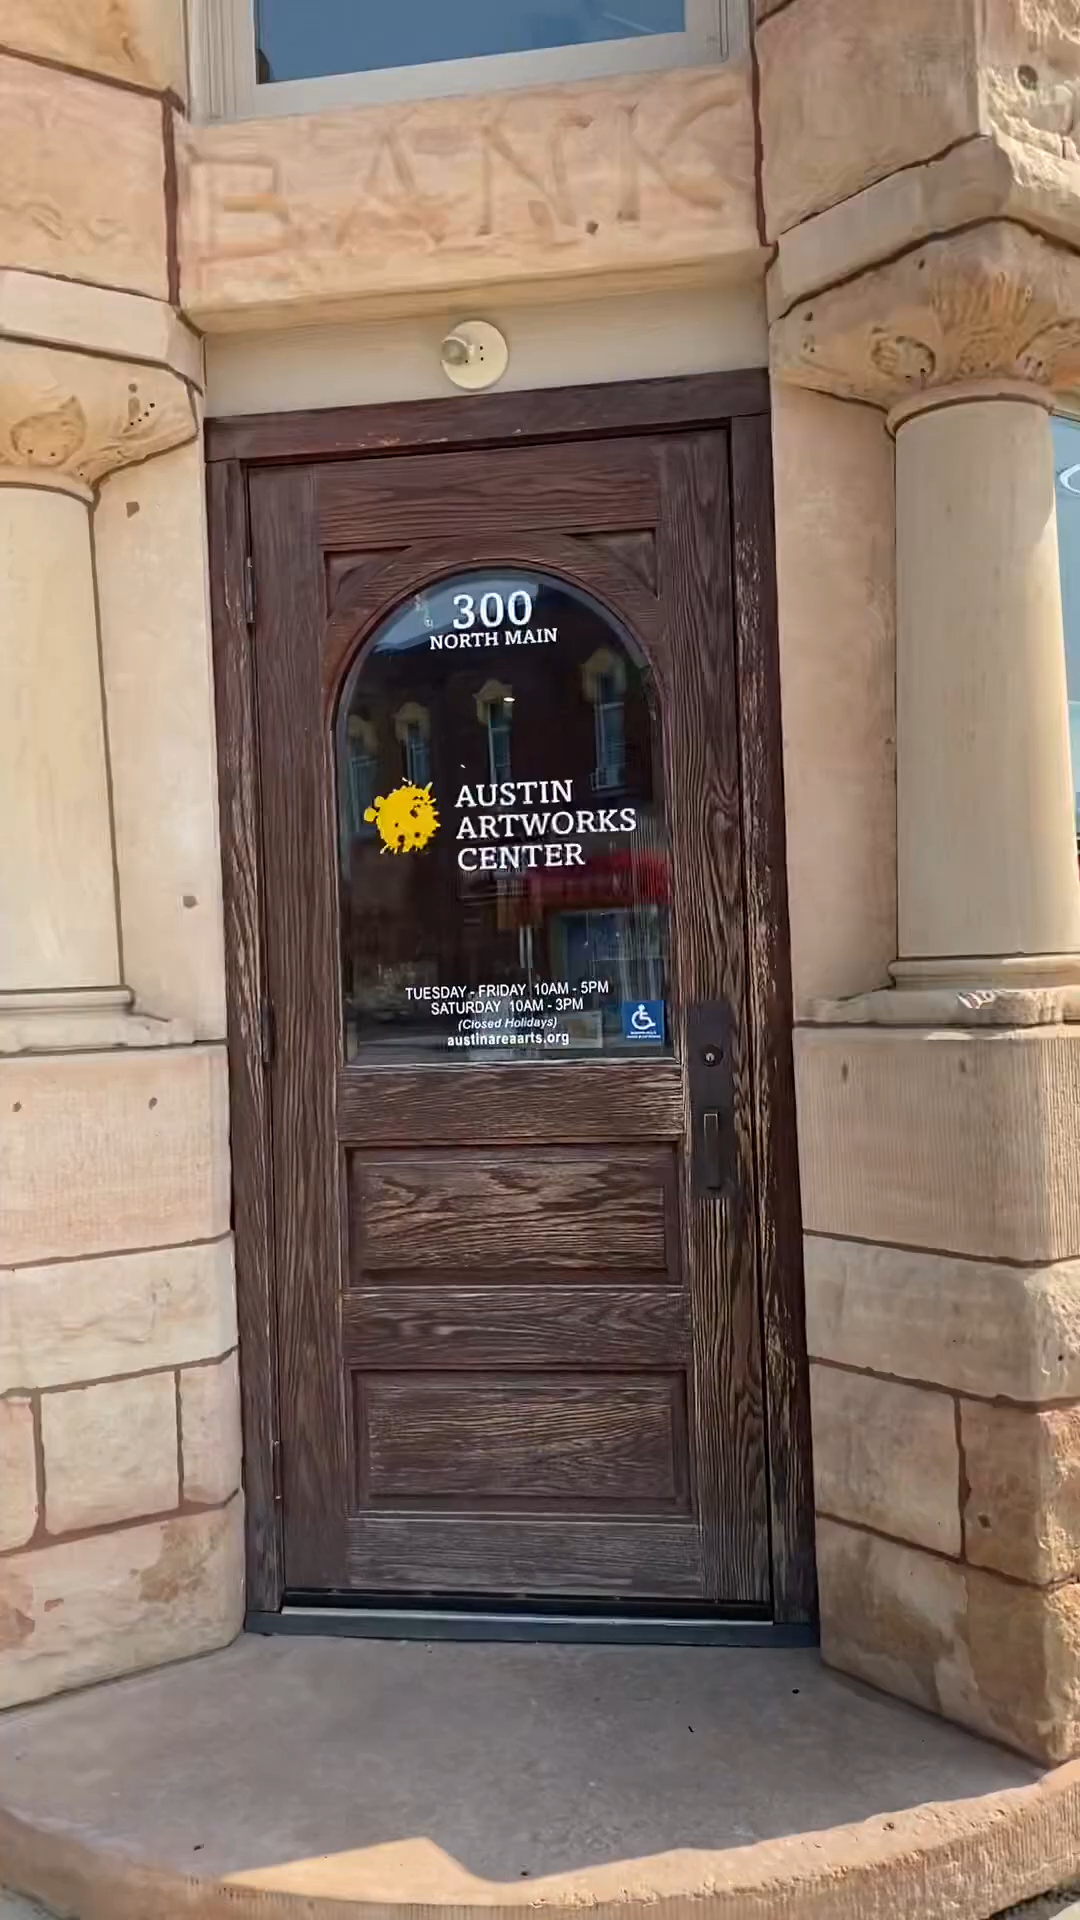 BANK
300
NORTH MAIN
AUSTIN
ARTWORKS
CENTER
TUESDAY - FRIDAY 10AM - 5PM
SATURDAY 10AM - 3PM
(Closed Holidays)
austinareaarts.org